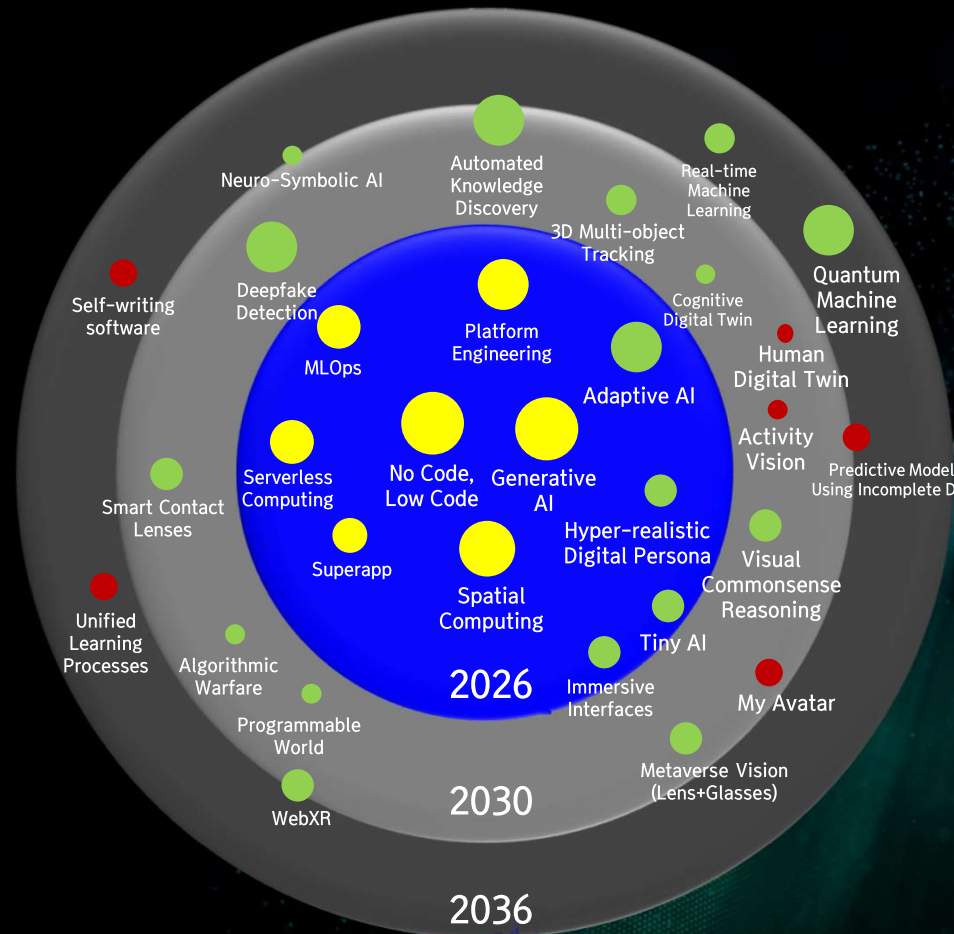 Automated
Knowledge
Discovery
Neuro-Symbolic AI
Real-time
Machine
Learning
3D Multi-object
Tracking
Quantum
Machine
Learning
Self-writing
software
Deepfake
Detection
Cognitive
Digital Twin
Platform
Engineering
MLOps
Human
Digital Twin
Adaptive AI
Activity
Vision
Predictive Model
Using Incomplete D
Serverless
Computing
No Code,
Low Code
Generative
AI
Smart Contact
Lenses
Hyper-realistic
Digital Persona
Visual
Commonsense
Reasoning
Superapp
Spatial
Computing
Unified
Learning
Processes
Tiny AI
Algorithmic
Warfare
2026
Immersive
Interfaces
My Avatar
Programmable
World
Metaverse Vision
(Lens+Glasses)
WebXR
2030
2036